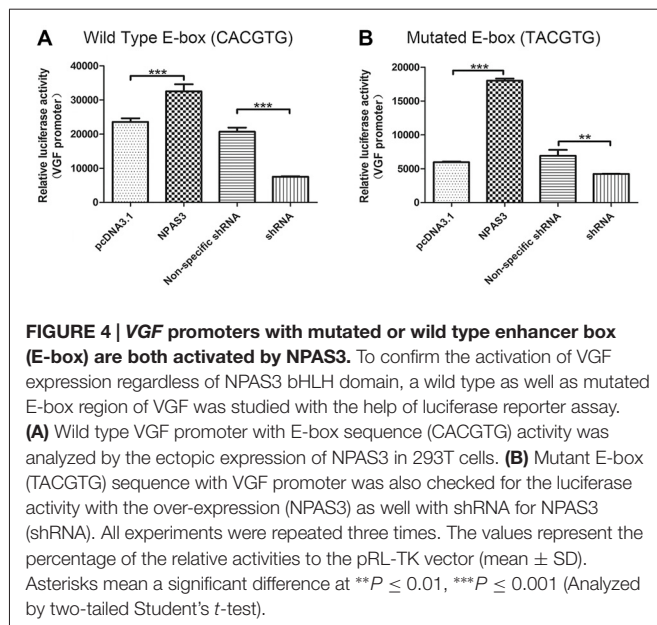 A
Wild Type E-box (CACGTG)
Relative luciferase activity
(VGF promoter)
40000
30000
20000
10000
0
***
***
pcDNA3.1
NPAS3
Non-specific shRNA
shRNA
B
Mutated E-box (TACGTG)
Relative luciferase activity
(VGF promoter)
20000
15000
10000
5000
0
***
**
pcDNA3.1
NPAS3
Non-specific shRNA
shRNA
FIGURE 4 | VGF promoters with mutated or wild type enhancer box
(E-box) are both activated by NPAS3. To confirm the activation of VGF
expression regardless of NPAS3 bHLH domain, a wild type as well as mutated
E-box region of VGF was studied with the help of luciferase reporter assay.
(A) Wild type VGF promoter with E-box sequence (CACGTG) activity was
analyzed by the ectopic expression of NPAS3 in 293T cells. (B) Mutant E-box
(TACGTG) sequence with VGF promoter was also checked for the luciferase
activity with the over-expression (NPAS3) as well with shRNA for NPAS3
(shRNA). All experiments were repeated three times. The values represent the
percentage of the relative activities to the pRL-TK vector (mean ± SD).
Asterisks mean a significant difference at **P ≤ 0.01, ***P ≤ 0.001 (Analyzed
by two-tailed Student's t-test).